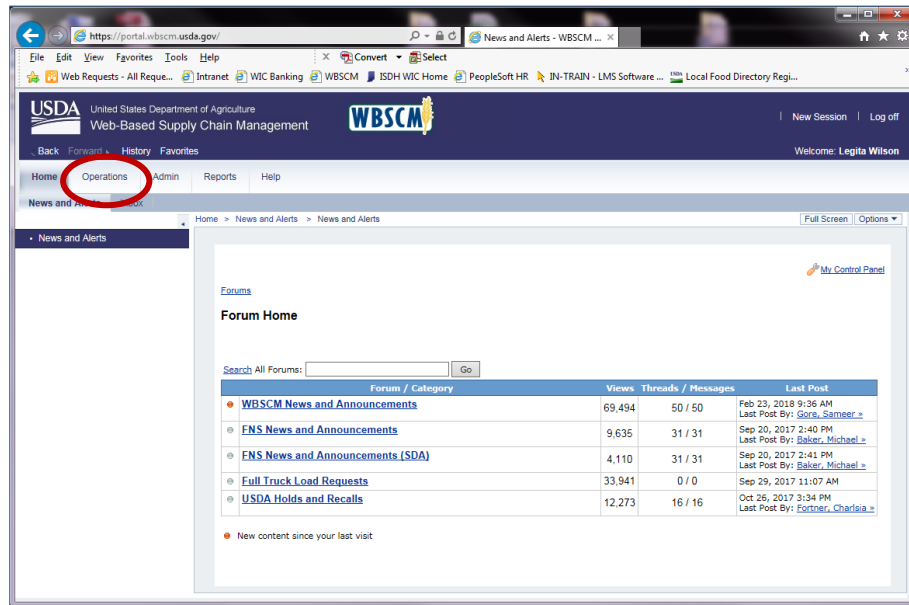 https://portal.wbscm.usda.gov/
News and Alerts - WBSCM ...
File Edit View Favorites Tools Help
Convert Select
Web Requests - All Reque... Intranet WIC Banking WBSCM ISDH WIC Home PeopleSoft HR IN-TRAIN - LMS Software ... Local Food Directory Regi...
USDA United States Department of Agriculture
Web-Based Supply Chain Management
WBSCM
New Session | Log off
Back Forward History Favorites
Welcome: Legita Wilson
Home Operations Admin Reports Help
News and
Home > News and Alerts > News and Alerts
Full Screen Options
News and Alerts
My Control Panel
Forums
Forum Home
Search All Forums: Go
Forum / Category Views Threads / Messages Last Post
WBSCM News and Announcements 69,494 50 / 50 Feb 23, 2018 9:36 AM
Last Post By: Gore, Sameer »
FNS News and Announcements 9,635 31 / 31 Sep 20, 2017 2:40 PM
Last Post By: Baker, Michael »
FNS News and Announcements (SDA) 4,110 31 / 31 Sep 20, 2017 2:41 PM
Last Post By: Baker, Michael »
Full Truck Load Requests 33,941 0 / 0 Sep 29, 2017 11:07 AM
USDA Holds and Recalls 12,273 16 / 16 Oct 26, 2017 3:34 PM
Last Post By: Fortner, Charlsia »
New content since your last visit